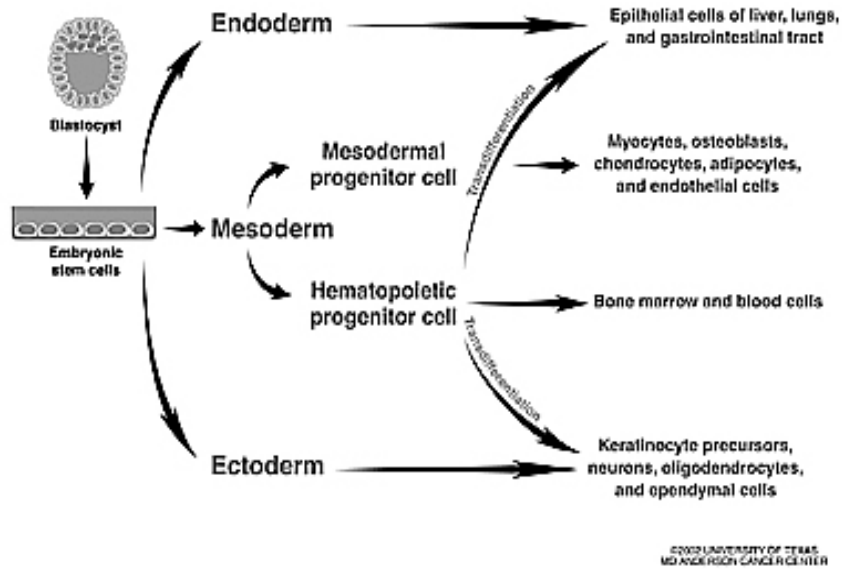 Endoderm
Epithelial cells of liver, lungs,
and gastrointestinal tract
Blastocyst
Transdifferentiation
Mesodermal
progenitor cell
Myocytes, osteoblasts,
chondrocytes, adipocytes,
and endothelial cells
Mesoderm
Embryonic
stem cells
Hematopoietic
progenitor cell
Bone marrow and blood cells
Transdifferentiation
Ectoderm
Keratinocyte precursors,
neurons, oligodendrocytes,
and ependymal cells
©2002 UNIVERSITY OF TEXAS
MD ANDERSON CANCER CENTER